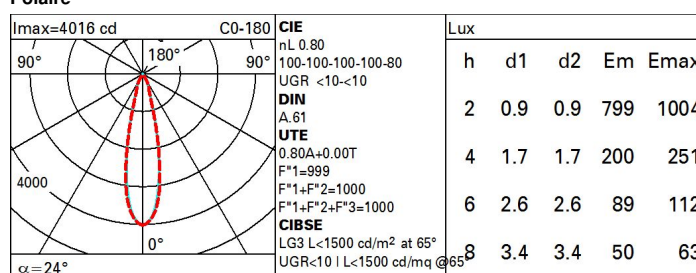 Polaire
Imax=4016 cd C0-180
90° 180° 90°
4000
0°
α=24°
CIE
nL 0.80
100-100-100-100-80
UGR <10-<10
DIN
A.61
UTE
0.80A+0.00T
F"1=999
F"1+F"2=1000
F"1+F"2+F"3=1000
CIBSE
LG3 L<1500 cd/m² at 65°
UGR<10 | L<1500 cd/mq @65°
Lux
h d1 d2 Em Emax
2 0.9 0.9 799 1004
4 1.7 1.7 200 251
6 2.6 2.6 89 112
8 3.4 3.4 50 63